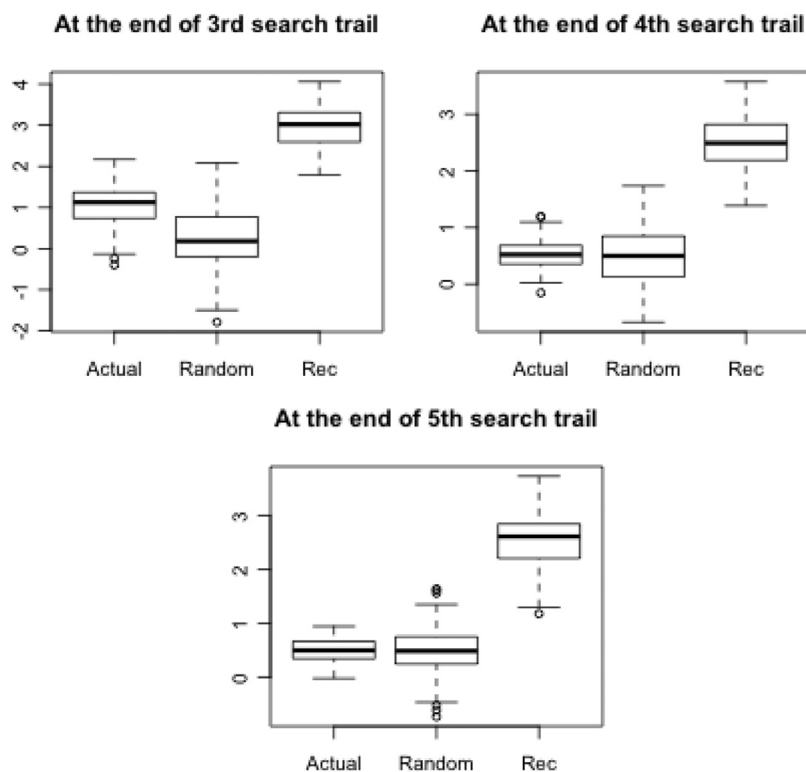 At the end of 3rd search trail
4
3
2
1
0
-1
-2
Actual Random Rec
At the end of 4th search trail
3
2
1
0
Actual Random Rec
At the end of 5th search trail
3
2
1
0
Actual Random Rec